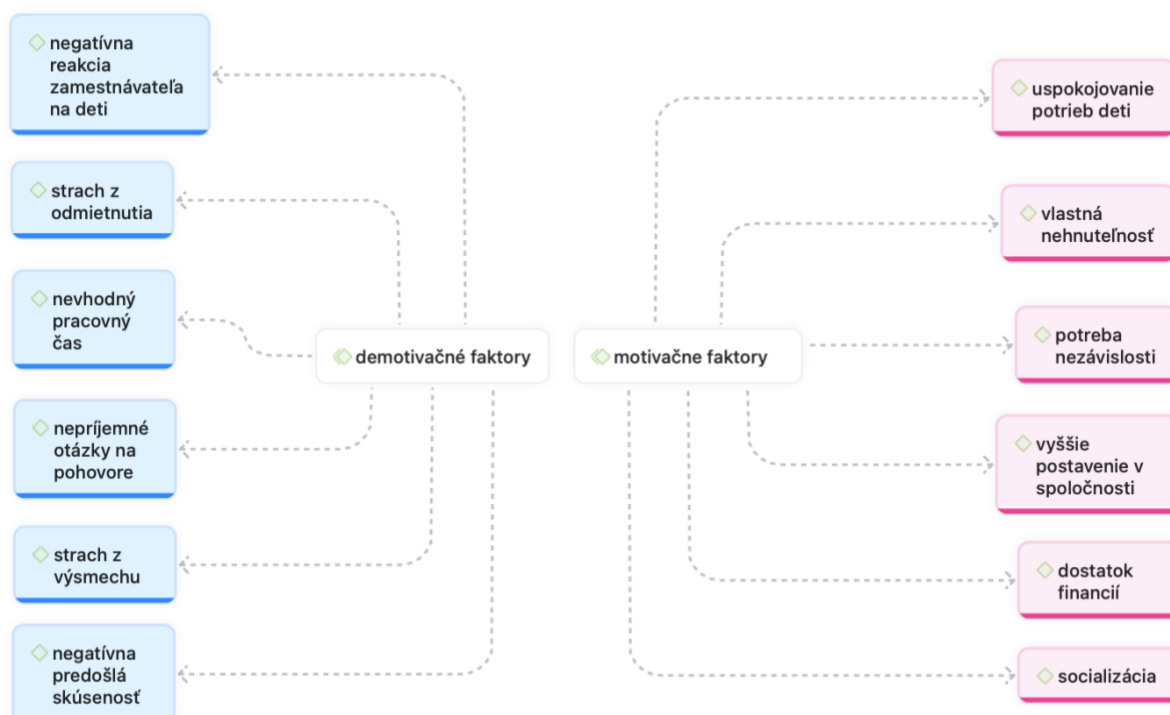 negatívna
reakcia
zamestnávateľa
na deti
strach z
odmietnutia
nevhodný
pracovný
čas
nepríjemné
otázky na
pohovore
strach z
výsmechu
negatívna
predošlá
skúsenosť
demotivačné faktory
motivačne faktory
uspokojovanie
potrieb deti
vlastná
nehnuteľnosť
potreba
nezávislosti
vyššie
postavenie v
spoločnosti
dostatok
financií
socializácia